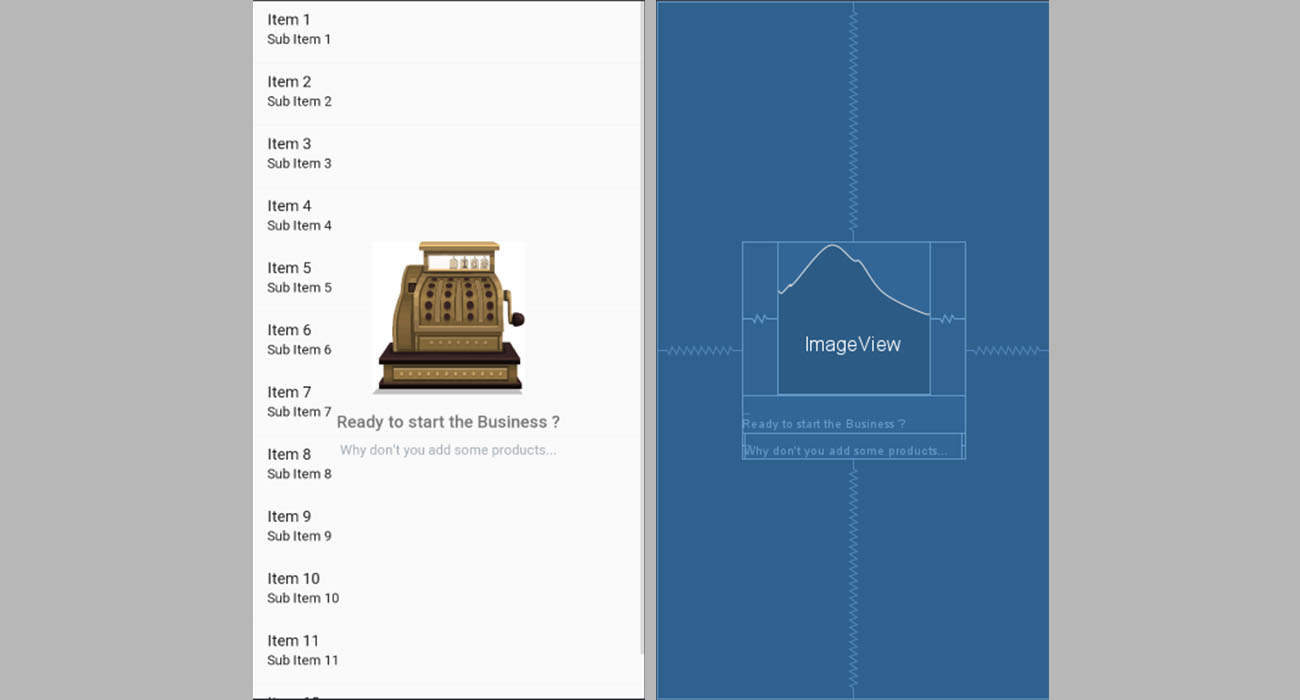 Item 1
Sub Item 1
Item 2
Sub Item 2
Item 3
Sub Item 3
Item 4
Sub Item 4
Item 5
Sub Item 5
Item 6
Sub Item 6
Item 7
Sub Item 7
Ready to start the Business ?
Why don't you add some products...
Item 8
Sub Item 8
Item 9
Sub Item 9
Item 10
Sub Item 10
Item 11
Sub Item 11
ImageView
Ready to start the Business ?
Why don't you add some products...